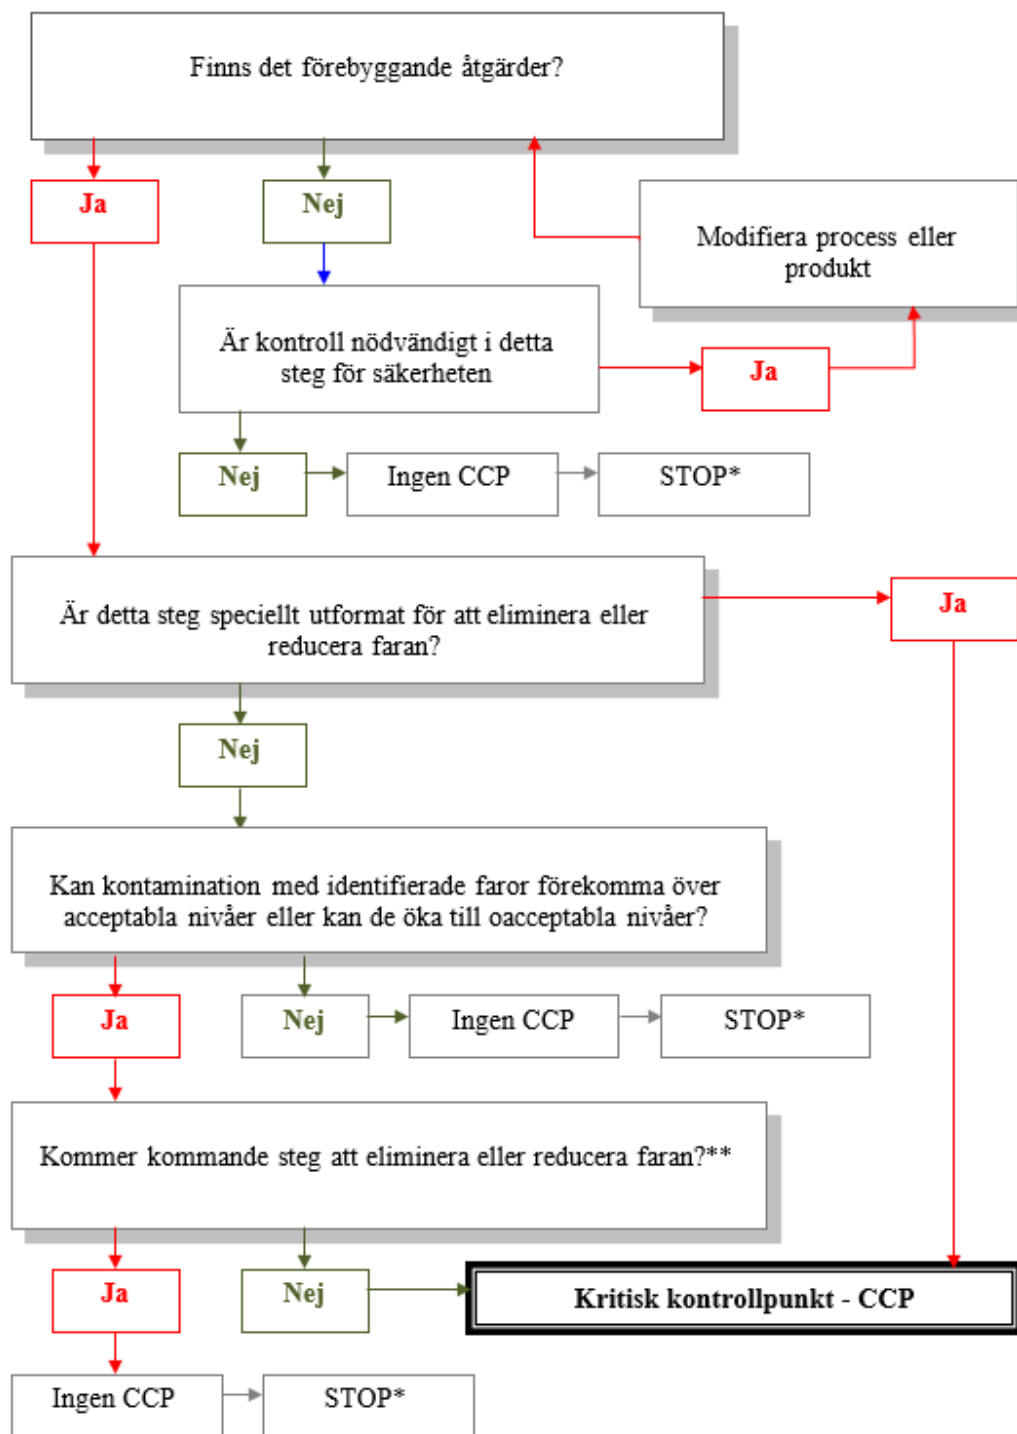 Finns det förebyggande åtgärder?
Ja
Nej
Modifiera process eller
produkt
Är kontroll nödvändigt i detta
steg för säkerheten
Ja
Nej
Ingen CCP
STOP*
Är detta steg speciellt utformat för att eliminera eller
reducera faran?
Ja
Nej
Kan kontamination med identifierade faror förekomma över
acceptabla nivåer eller kan de öka till oacceptabla nivåer?
Ja
Nej
Ingen CCP
STOP*
Kommer kommande steg att eliminera eller reducera faran?**
Ja
Nej
Kritisk kontrollpunkt - CCP
Ingen CCP
STOP*